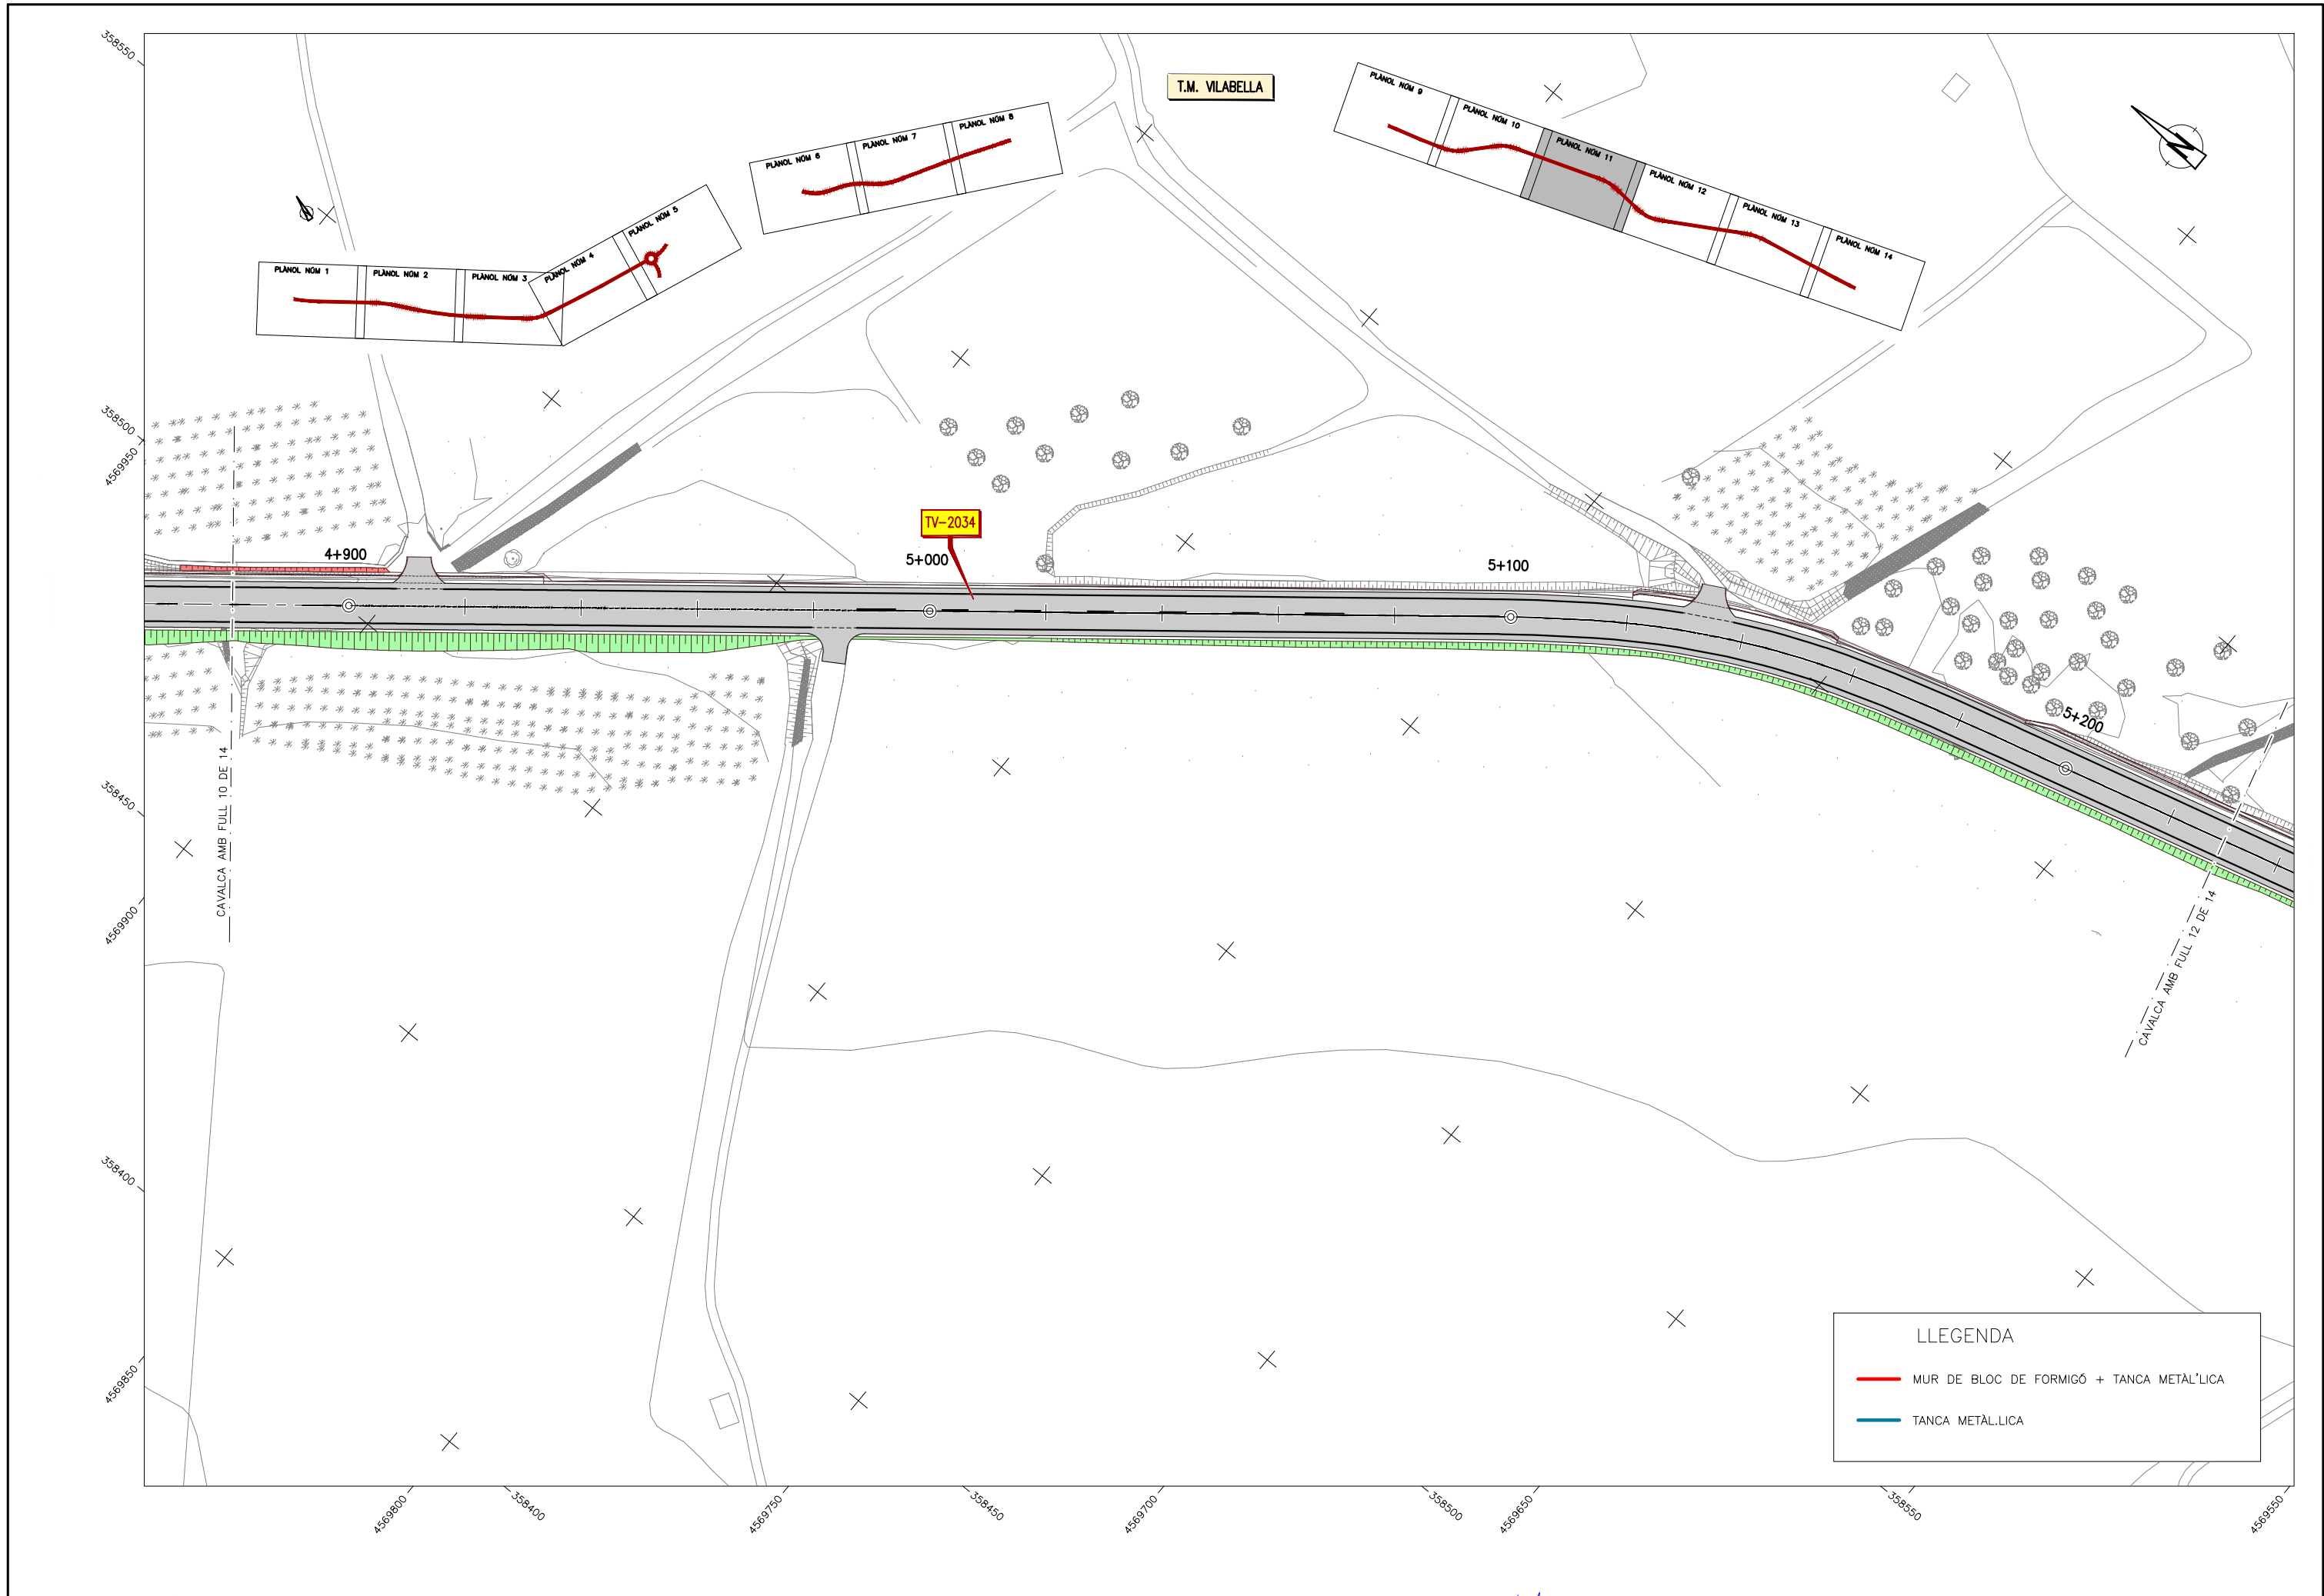 358550
T.M. VILABELLA
PLÀNOL NÚM 9
PLÀNOL NÚM 10
PLÀNOL NÚM 11
PLÀNOL NÚM 12
PLÀNOL NÚM 13
PLÀNOL NÚM 14
N
PLÀNOL NÚM 6
PLÀNOL NÚM 7
PLÀNOL NÚM 8
PLÀNOL NÚM 1
PLÀNOL NÚM 2
PLÀNOL NÚM 3
PLÀNOL NÚM 4
PLÀNOL NÚM 5
358500
4569950
TV-2034
4+900
5+000
5+100
5+200
358450
CAVALCA AMB FULL 10 DE 14
4569900
CAVALCA AMB FULL 12 DE 14
358400
4569850
LLEGENDA
MUR DE BLOC DE FORMIGÓ + TANCA METÀL'LICA
TANCA METÀL.LICA
4569800
358400
4569750
358450
4569700
358500
4569650
358550
4569550